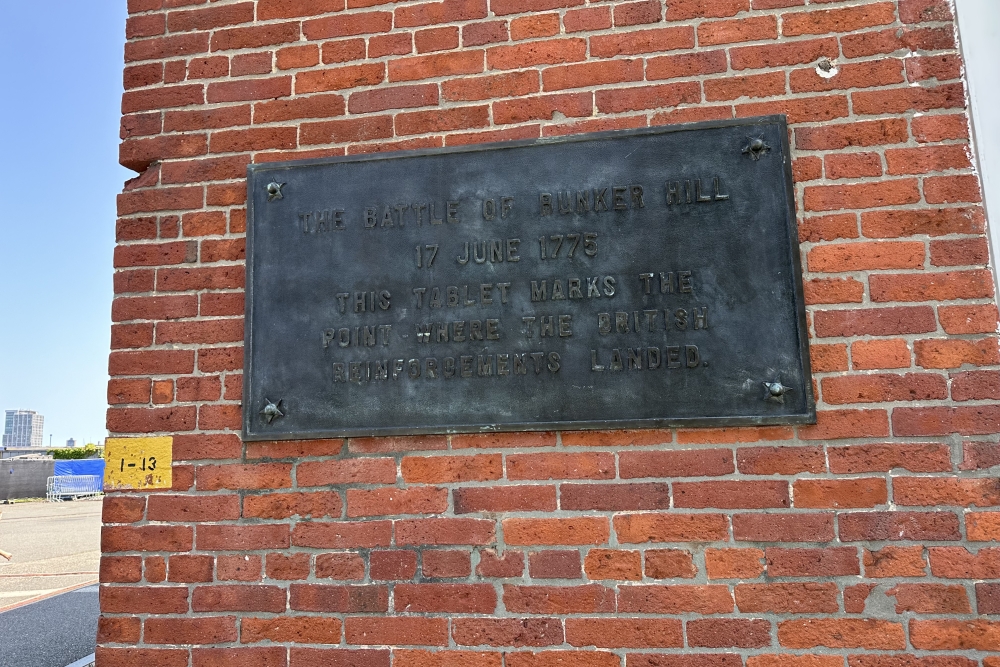 THE BATTLE OF BUNKER HILL
17 JUNE 1775
THIS TABLET MARKS THE
POINT WHERE THE BRITISH
REINFORCEMENTS LANDED.
1-13